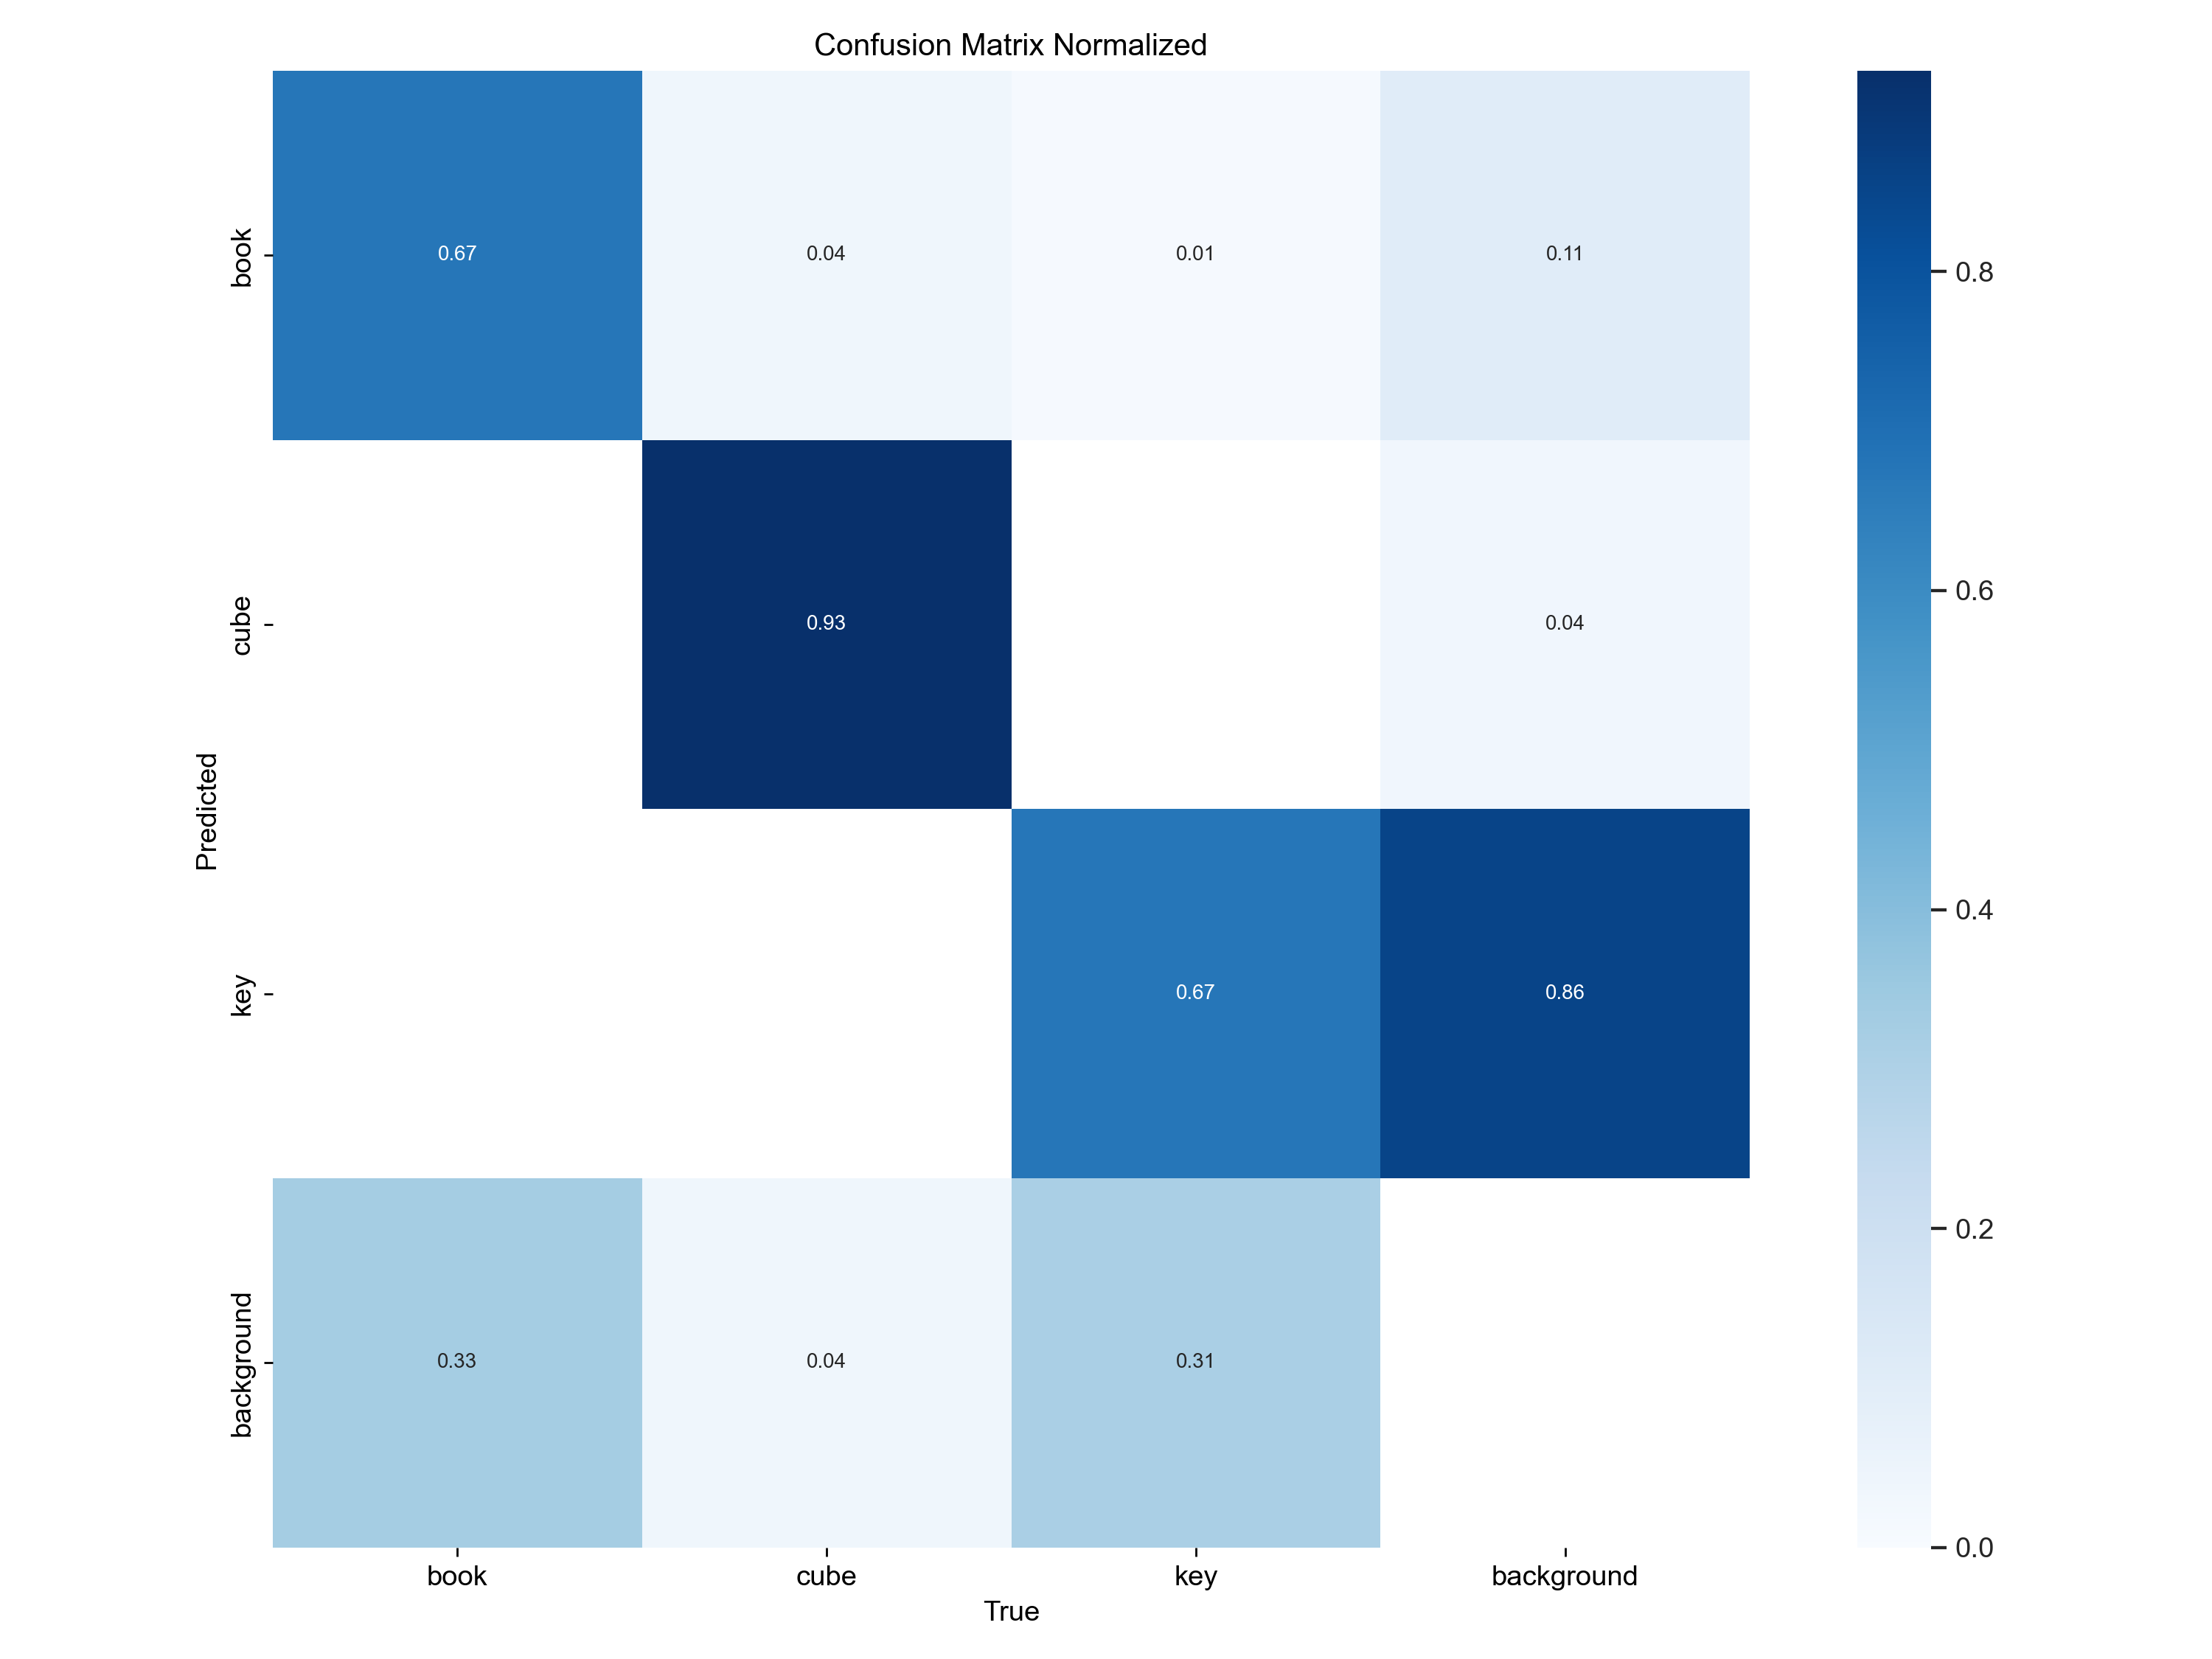 Confusion Matrix Normalized
book
0.67
0.04
0.01
0.11
cube
0.93
0.04
key
0.67
0.86
background
0.33
0.04
0.31
Predicted
book
cube
key
background
True
0.8
0.6
0.4
0.2
0.0